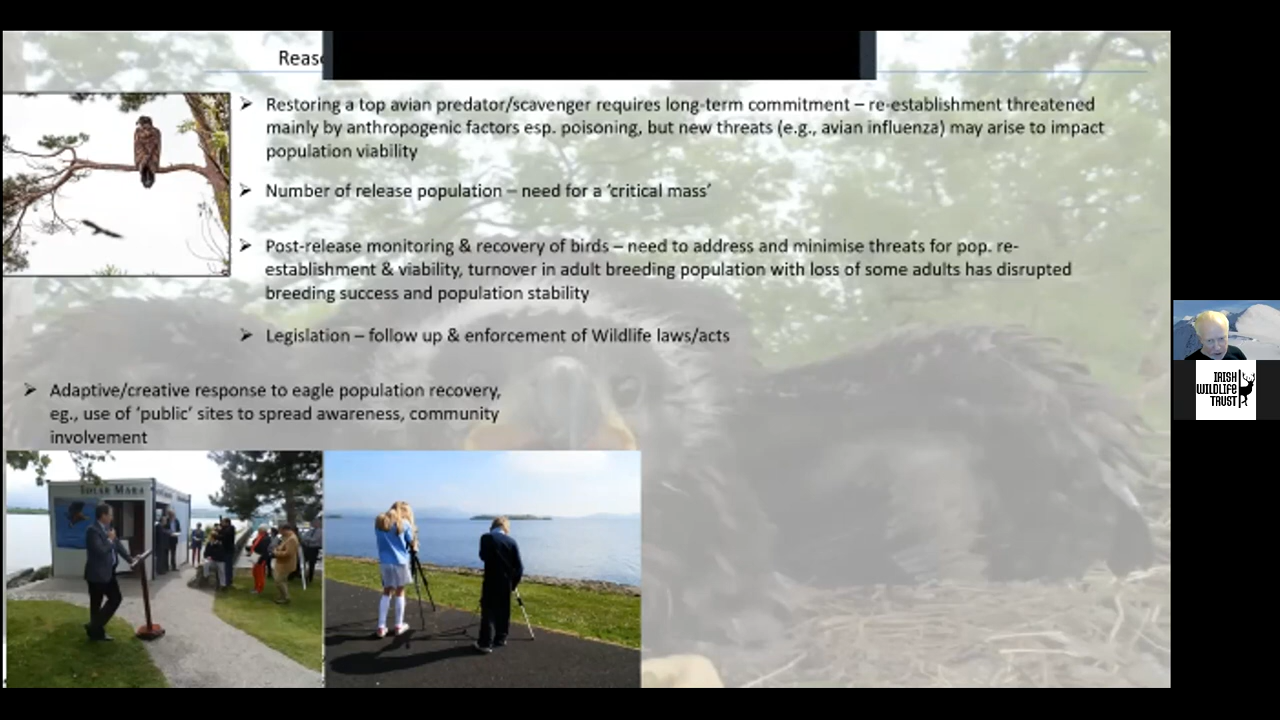 ➢ Restoring a top avian predator/scavenger requires long-term commitment – re-establishment threatened
mainly by anthropogenic factors esp. poisoning, but new threats (e.g., avian influenza) may arise to impact
population viability
➢ Number of release population – need for a ‘critical mass’
➢ Post-release monitoring & recovery of birds – need to address and minimise threats for pop. re-
establishment & viability, turnover in adult breeding population with loss of some adults has disrupted
breeding success and population stability
➢ Legislation – follow up & enforcement of Wildlife laws/acts
➢ Adaptive/creative response to eagle population recovery,
eg., use of ‘public’ sites to spread awareness, community
involvement
IRISH
WILDLIFE
TRUST